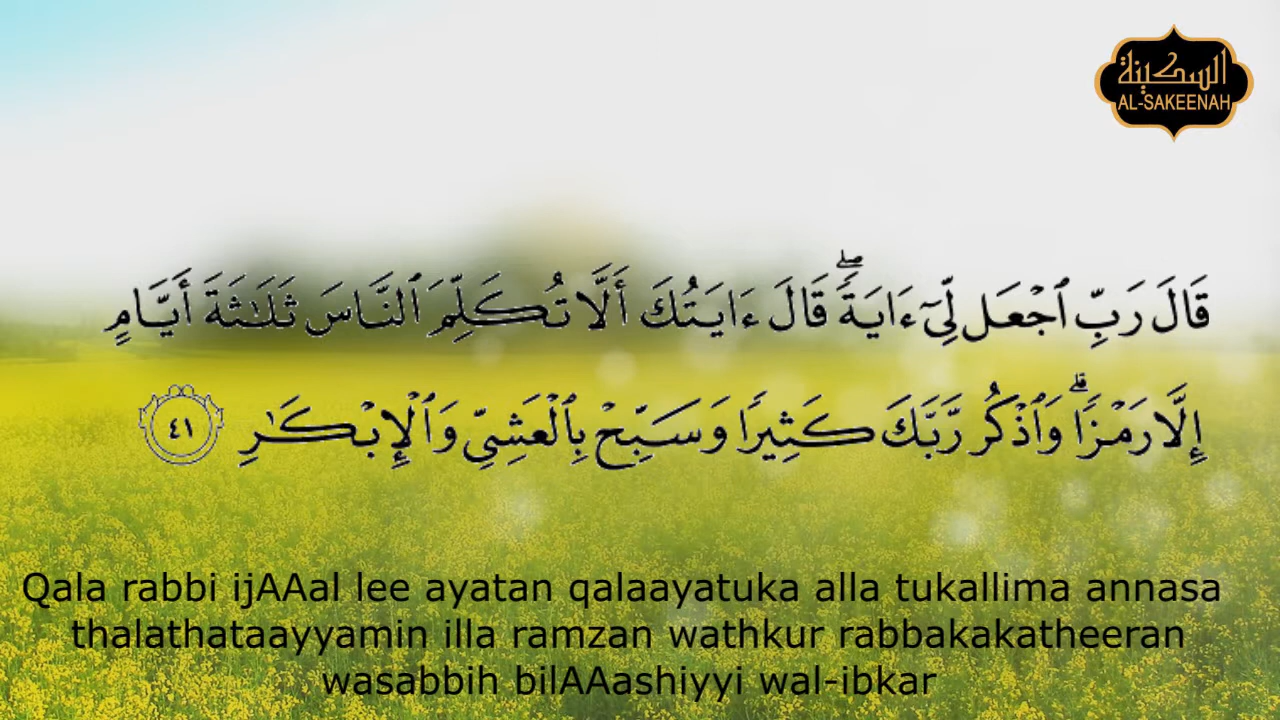 السكينة
AL-SAKEENAH
قَالَ رَبِّ ٱجْعَل لِّىٓ ءَايَةًۭ ۖ قَالَ ءَايَتُكَ أَلَّا تُكَلِّمَ ٱلنَّاسَ ثَلَـٰثَةَ أَيَّامٍ
إِلَّا رَمْزًۭا ۗ وَٱذْكُر رَّبَّكَ كَثِيرًۭا وَسَبِّحْ بِٱلْعَشِىِّ وَٱلْإِبْكَـٰرِ ٤١
Qala rabbi ijAAal lee ayatan qalaayatuka alla tukallima annasa
thalathataayyamin illa ramzan wathkur rabbakakatheeran
wasabbih bilAAashiyyi wal-ibkar